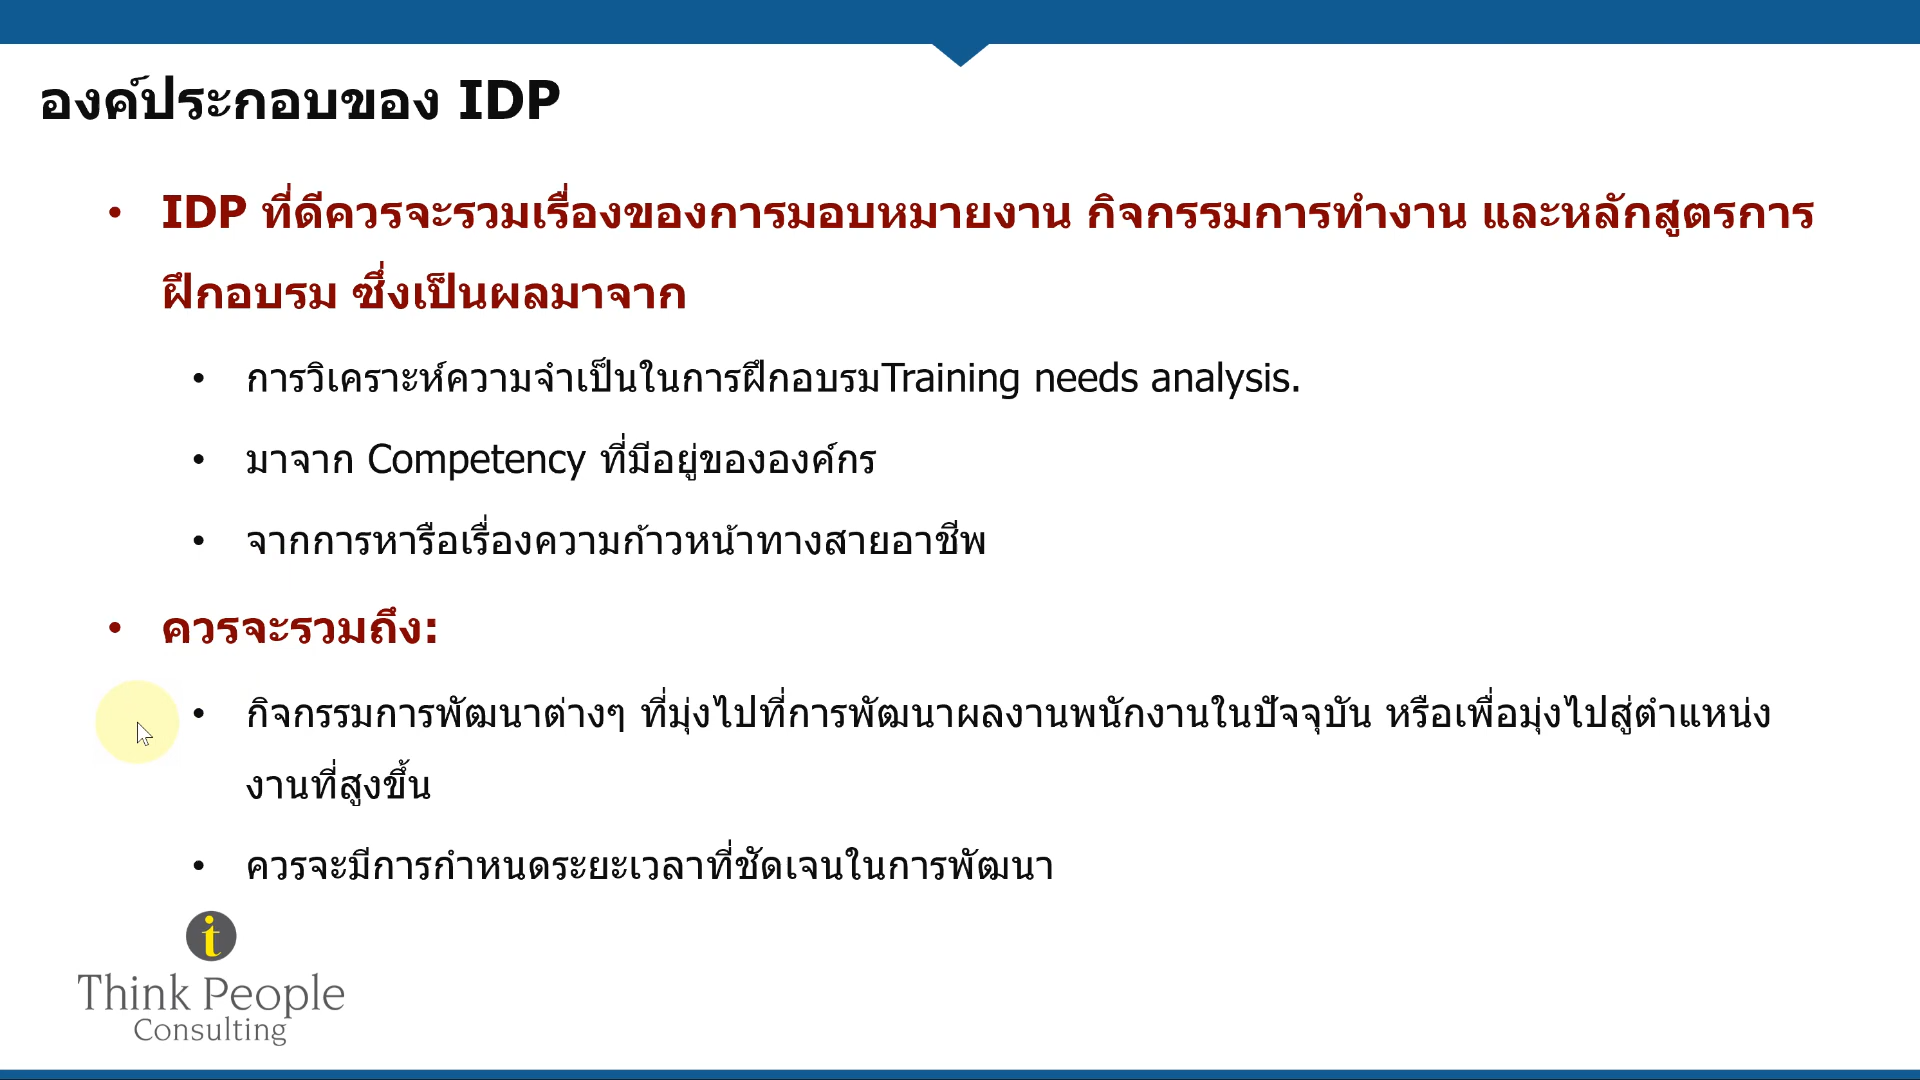 องค์ประกอบของ IDP
• IDP ที่ดีควรจะรวมเรื่องของการมอบหมายงาน กิจกรรมการทำงาน และหลักสูตรการ
ฝึกอบรม ซึ่งเป็นผลมาจาก
• การวิเคราะห์ความจำเป็นในการฝึกอบรมTraining needs analysis.
• มาจาก Competency ที่มีอยู่ขององค์กร
• จากการหารือเรื่องความก้าวหน้าทางสายอาชีพ
• ควรจะรวมถึง:
• กิจกรรมการพัฒนาต่างๆ ที่มุ่งไปที่การพัฒนาผลงานพนักงานในปัจจุบัน หรือเพื่อมุ่งไปสู่ตำแหน่ง
งานที่สูงขึ้น
• ควรจะมีการกำหนดระยะเวลาที่ชัดเจนในการพัฒนา
Think People
Consulting